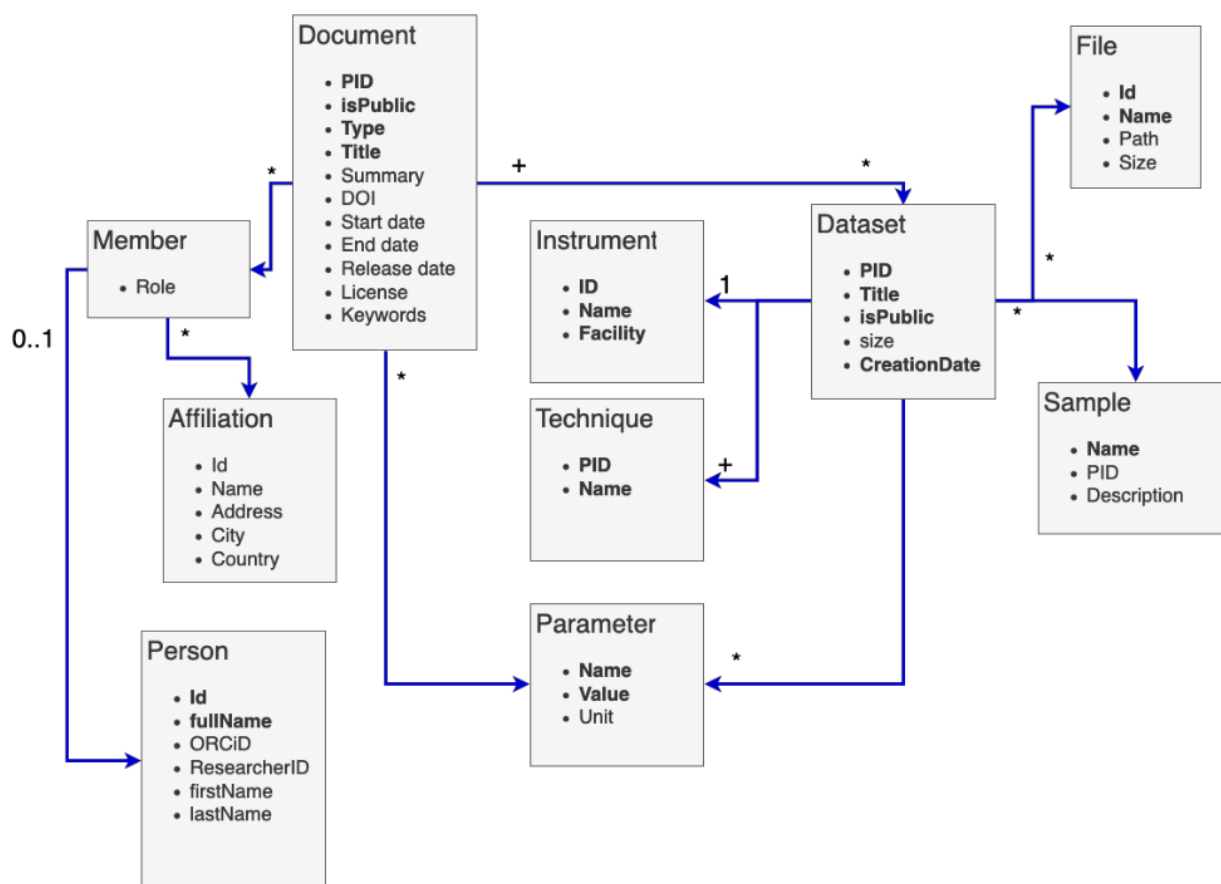 Document
PID
isPublic
Type
Title
Summary
DOI
Start date
End date
Release date
License
Keywords
*
+
*
File
Id
Name
Path
Size
*
Member
Role
*
0..1
Affiliation
Id
Name
Address
City
Country
Person
Id
fullName
ORCiD
ResearcherID
firstName
lastName
Instrument
ID
Name
Facility
1
Technique
PID
Name
+
Dataset
PID
Title
isPublic
size
CreationDate
*
Sample
Name
PID
Description
*
Parameter
Name
Value
Unit
*